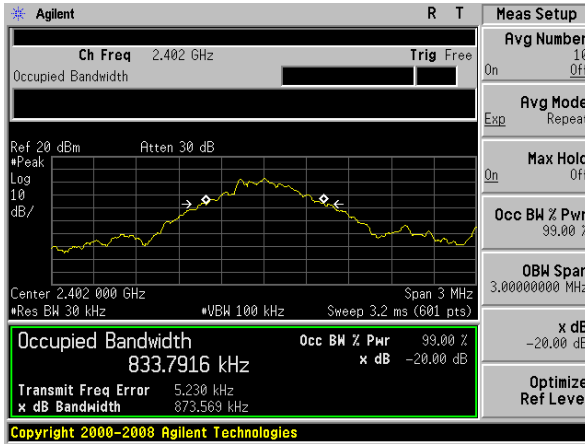 Agilent R T Meas Setup
Ch Freq 2.402 GHz Trig Free
Occupied Bandwidth
Avg Number
10
On Off
Avg Mode
Exp Repeat
Max Hold
On Off
Occ BW % Pwr
99.00 %
OBW Span
3.00000000 MHz
x dB
-20.00 dB
Optimize
Ref Level
Ref 20 dBm Atten 30 dB
#Peak
Log
10
dB/
Center 2.402 000 GHz Span 3 MHz
#Res BW 30 kHz #VBW 100 kHz Sweep 3.2 ms (601 pts)
Occupied Bandwidth Occ BW % Pwr 99.00 %
833.7916 kHz x dB -20.00 dB
Transmit Freq Error 5.230 kHz
x dB Bandwidth 873.569 kHz
Copyright 2000-2008 Agilent Technologies